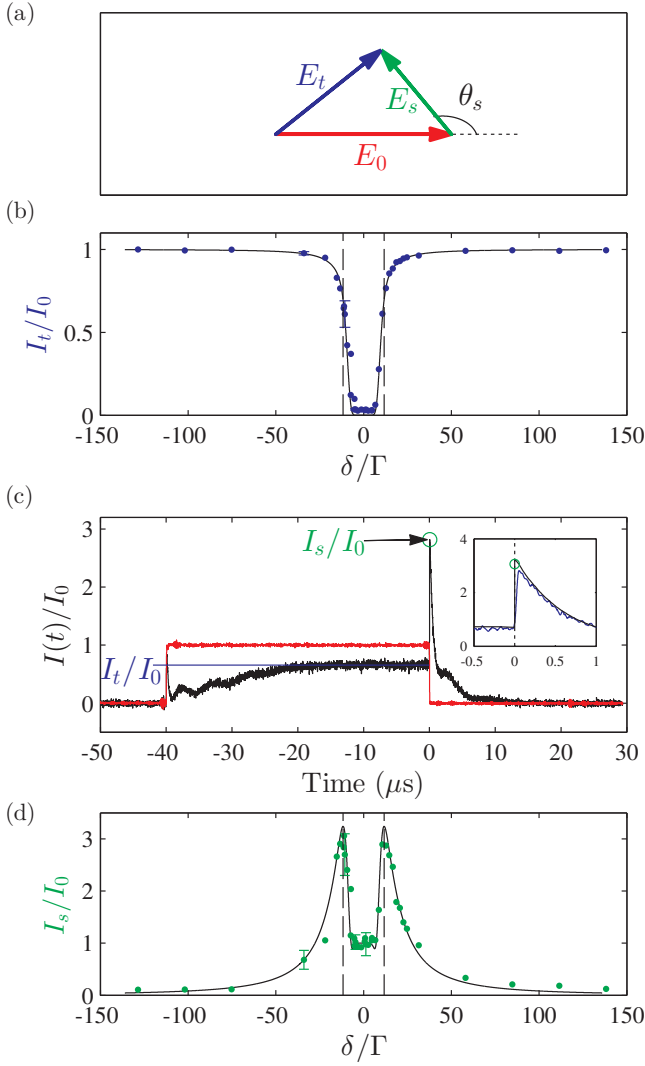 (a)
E_t
E_s
θ_s
E_0
(b)
1
0.5
0
I_t/I_0
-150 -100 -50 0 50 100 150
δ/Γ
(c)
3
2
1
0
I(t)/I_0
I_s/I_0
I_t/I_0
4
2
0
-0.5 0 0.5 1
-50 -40 -30 -20 -10 0 10 20 30
Time (μs)
(d)
3
2
1
0
I_s/I_0
-150 -100 -50 0 50 100 150
δ/Γ